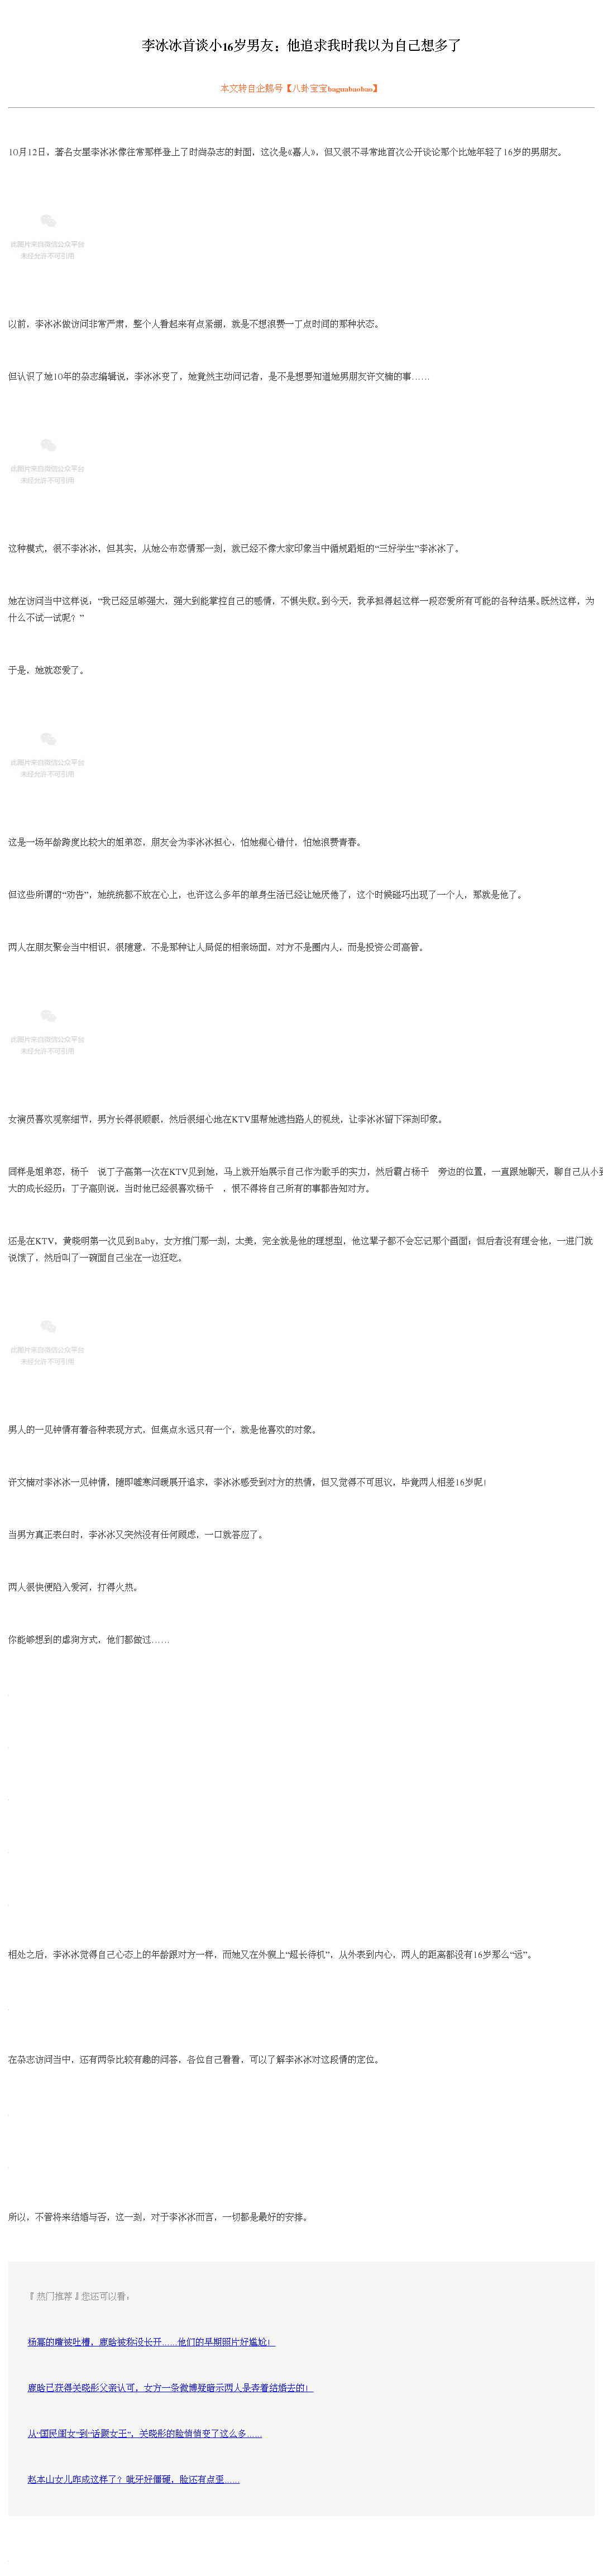 李冰冰首谈小16岁男友：他追求我时我以为自己想多了
本文转自企鹅号【八卦宝宝baguabaobao】
10月12日，著名女星李冰冰像往常那样登上了时尚杂志的封面，这次是《嘉人》，但又很不寻常地首次公开谈论那个比她年轻了16岁的男朋友。
此图片来自微信公众平台
未经允许不可引用
以前，李冰冰做访问非常严肃，整个人看起来有点紧绷，就是不想浪费一丁点时间的那种状态。
但认识了她10年的杂志编辑说，李冰冰变了，她竟然主动问记者，是不是想要知道她男朋友许文楠的事……
此图片来自微信公众平台
未经允许不可引用
这种模式，很不李冰冰，但其实，从她公布恋情那一刻，就已经不像大家印象当中循规蹈矩的“三好学生”李冰冰了。
她在访问当中这样说：“我已经足够强大，强大到能掌控自己的感情，不惧失败。到今天，我承担得起这样一段恋爱所有可能的各种结果。既然这样，为
什么不试一试呢？”
于是，她就恋爱了。
此图片来自微信公众平台
未经允许不可引用
这是一场年龄跨度比较大的姐弟恋，朋友会为李冰冰担心，怕她痴心错付，怕她浪费青春。
但这些所谓的“劝告”，她统统都不放在心上，也许这么多年的单身生活已经让她厌倦了，这个时候碰巧出现了一个人，那就是他了。
两人在朋友聚会当中相识，很随意，不是那种让人局促的相亲场面，对方不是圈内人，而是投资公司高管。
此图片来自微信公众平台
未经允许不可引用
女演员喜欢观察细节，男方长得很顺眼，然后很细心地在KTV里帮她遮挡路人的视线，让李冰冰留下深刻印象。
同样是姐弟恋，杨千　说丁子高第一次在KTV见到她，马上就开始展示自己作为歌手的实力，然后霸占杨千　旁边的位置，一直跟她聊天，聊自己从小到
大的成长经历；丁子高则说，当时他已经很喜欢杨千　，恨不得将自己所有的事都告知对方。
还是在KTV，黄晓明第一次见到Baby，女方推门那一刻，太美，完全就是他的理想型，他这辈子都不会忘记那个画面；但后者没有理会他，一进门就
说饿了，然后叫了一碗面自己坐在一边狂吃。
此图片来自微信公众平台
未经允许不可引用
男人的一见钟情有着各种表现方式，但焦点永远只有一个，就是他喜欢的对象。
许文楠对李冰冰一见钟情，随即嘘寒问暖展开追求，李冰冰感受到对方的热情，但又觉得不可思议，毕竟两人相差16岁呢！
当男方真正表白时，李冰冰又突然没有任何顾虑，一口就答应了。
两人很快便陷入爱河，打得火热。
你能够想到的虐狗方式，他们都做过……
相处之后，李冰冰觉得自己心态上的年龄跟对方一样，而她又在外貌上“超长待机”，从外表到内心，两人的距离都没有16岁那么“远”。
在杂志访问当中，还有两条比较有趣的问答，各位自己看看，可以了解李冰冰对这段情的定位。
所以，不管将来结婚与否，这一刻，对于李冰冰而言，一切都是最好的安排。
『热门推荐』您还可以看：
杨幂的嘴被吐槽，鹿晗被称没长开……他们的早期照片好尴尬！
鹿晗已获得关晓彤父亲认可，女方一条微博疑暗示两人是奔着结婚去的！
从“国民闺女”到“话题女王”，关晓彤的脸悄悄变了这么多……
赵本山女儿咋成这样了？呲牙好僵硬，脸还有点歪……